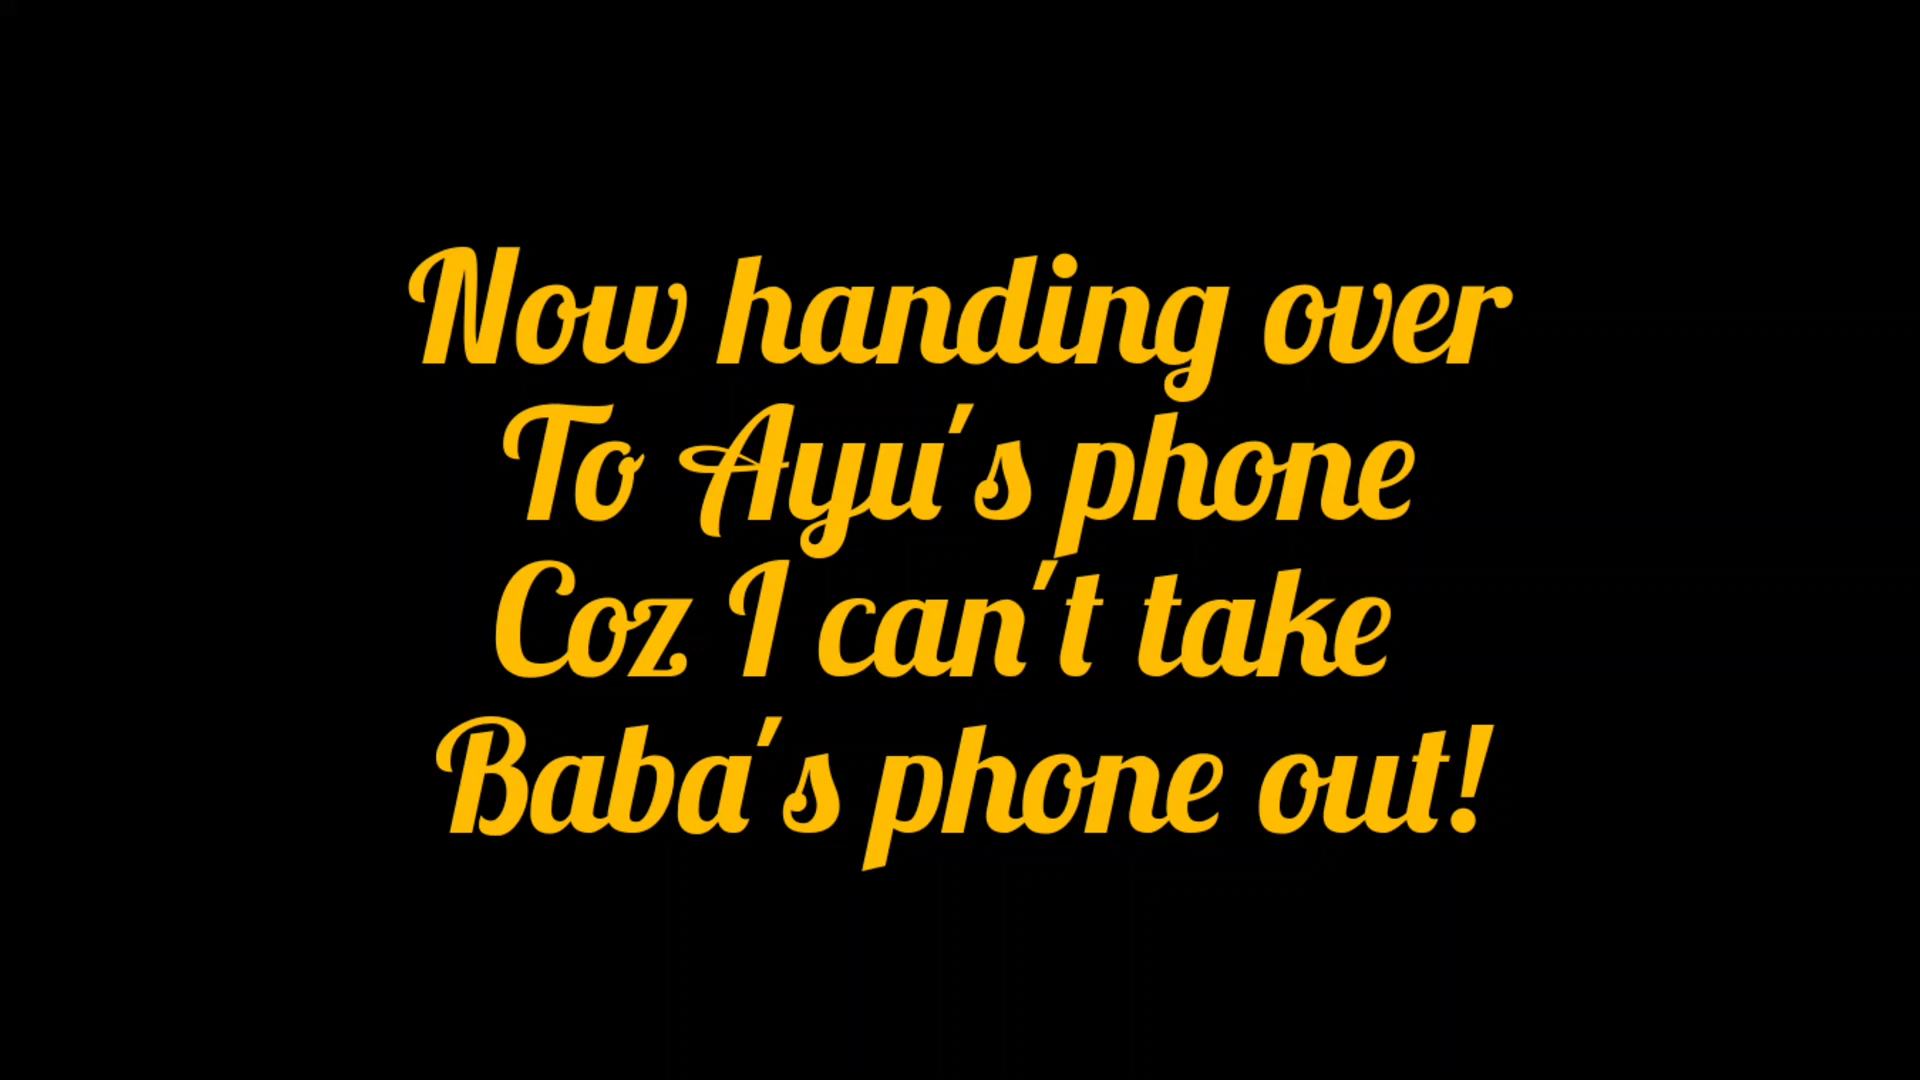 Now handing over
To Ayu's phone
Coz I can't take
Baba's phone out!